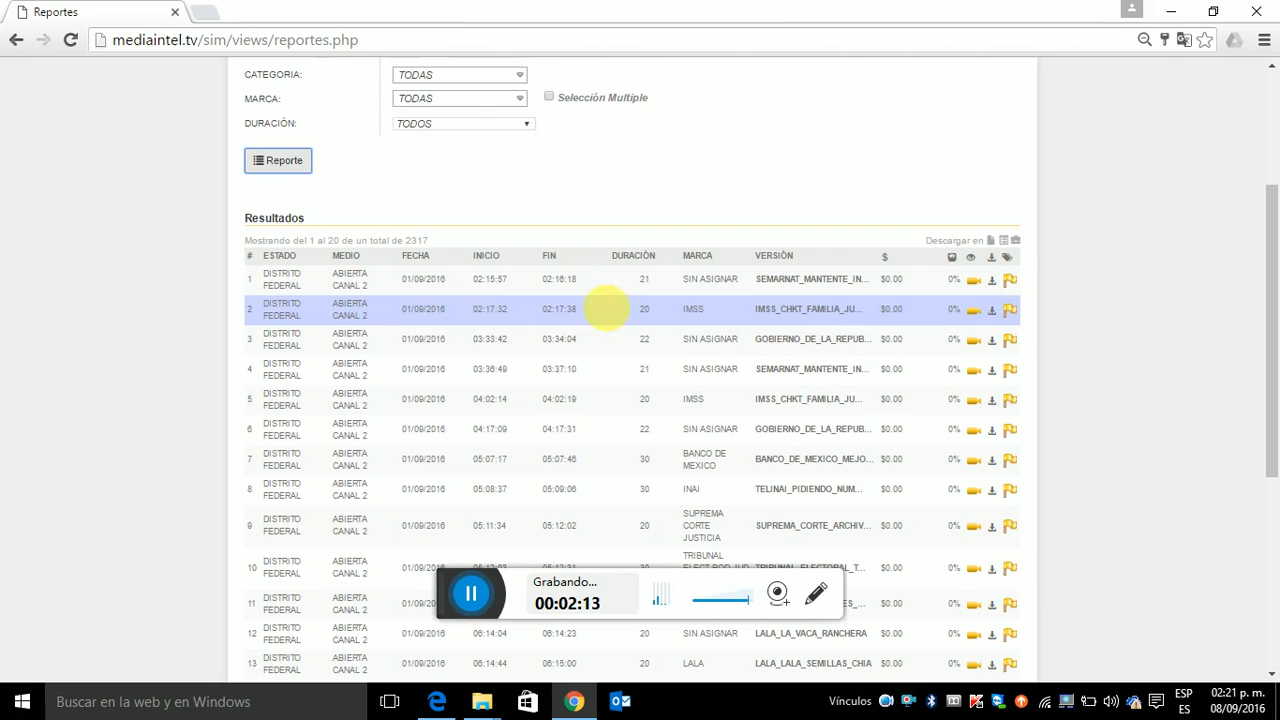 Reportes
mediaintel.tv/sim/views/reportes.php
CATEGORIA: TODAS
MARCA: TODAS Selección Multiple
DURACIÓN: TODOS
Reporte
Resultados
Mostrando del 1 al 20 de un total de 2317 Descargar en
# ESTADO MEDIO FECHA INICIO FIN DURACIÓN MARCA VERSIÓN $
1 DISTRITO FEDERAL ABIERTA CANAL 2 01/09/2016 02:15:57 02:16:18 21 SIN ASIGNAR SEMARNAT_MANTENTE_IN... $0.00 0%
2 DISTRITO FEDERAL ABIERTA CANAL 2 01/09/2016 02:17:32 02:17:38 20 IMSS IMSS_CHKT_FAMILIA_JU... $0.00 0%
3 DISTRITO FEDERAL ABIERTA CANAL 2 01/09/2016 03:33:42 03:34:04 22 SIN ASIGNAR GOBIERNO_DE_LA_REPUB... $0.00 0%
4 DISTRITO FEDERAL ABIERTA CANAL 2 01/09/2016 03:36:49 03:37:10 21 SIN ASIGNAR SEMARNAT_MANTENTE_IN... $0.00 0%
5 DISTRITO FEDERAL ABIERTA CANAL 2 01/09/2016 04:02:14 04:02:19 20 IMSS IMSS_CHKT_FAMILIA_JU... $0.00 0%
6 DISTRITO FEDERAL ABIERTA CANAL 2 01/09/2016 04:17:09 04:17:31 22 SIN ASIGNAR GOBIERNO_DE_LA_REPUB... $0.00 0%
7 DISTRITO FEDERAL ABIERTA CANAL 2 01/09/2016 05:07:17 05:07:46 30 BANCO DE MEXICO BANCO_DE_MEXICO_MEJO... $0.00 0%
8 DISTRITO FEDERAL ABIERTA CANAL 2 01/09/2016 05:08:37 05:09:06 30 INAI TELINAI_PIDIENDO_NUM... $0.00 0%
9 DISTRITO FEDERAL ABIERTA CANAL 2 01/09/2016 05:11:34 05:12:02 20 SUPREMA CORTE JUSTICIA SUPREMA_CORTE_ARCHIV... $0.00 0%
10 DISTRITO FEDERAL ABIERTA CANAL 2 TRIBUNAL $0.00 0%
11 DISTRITO FEDERAL ABIERTA CANAL 2 $0.00 0%
12 DISTRITO FEDERAL ABIERTA CANAL 2 01/09/2016 06:14:04 06:14:23 20 SIN ASIGNAR LALA_LA_VACA_RANCHERA $0.00 0%
13 DISTRITO FEDERAL ABIERTA CANAL 2 01/09/2016 06:14:44 06:15:00 20 LALA LALA_LALA_SEMILLAS_CHIA $0.00 0%
Grabando...
00:02:13
Buscar en la web y en Windows
Vínculos
ESP
ES
02:21 p. m.
08/09/2016